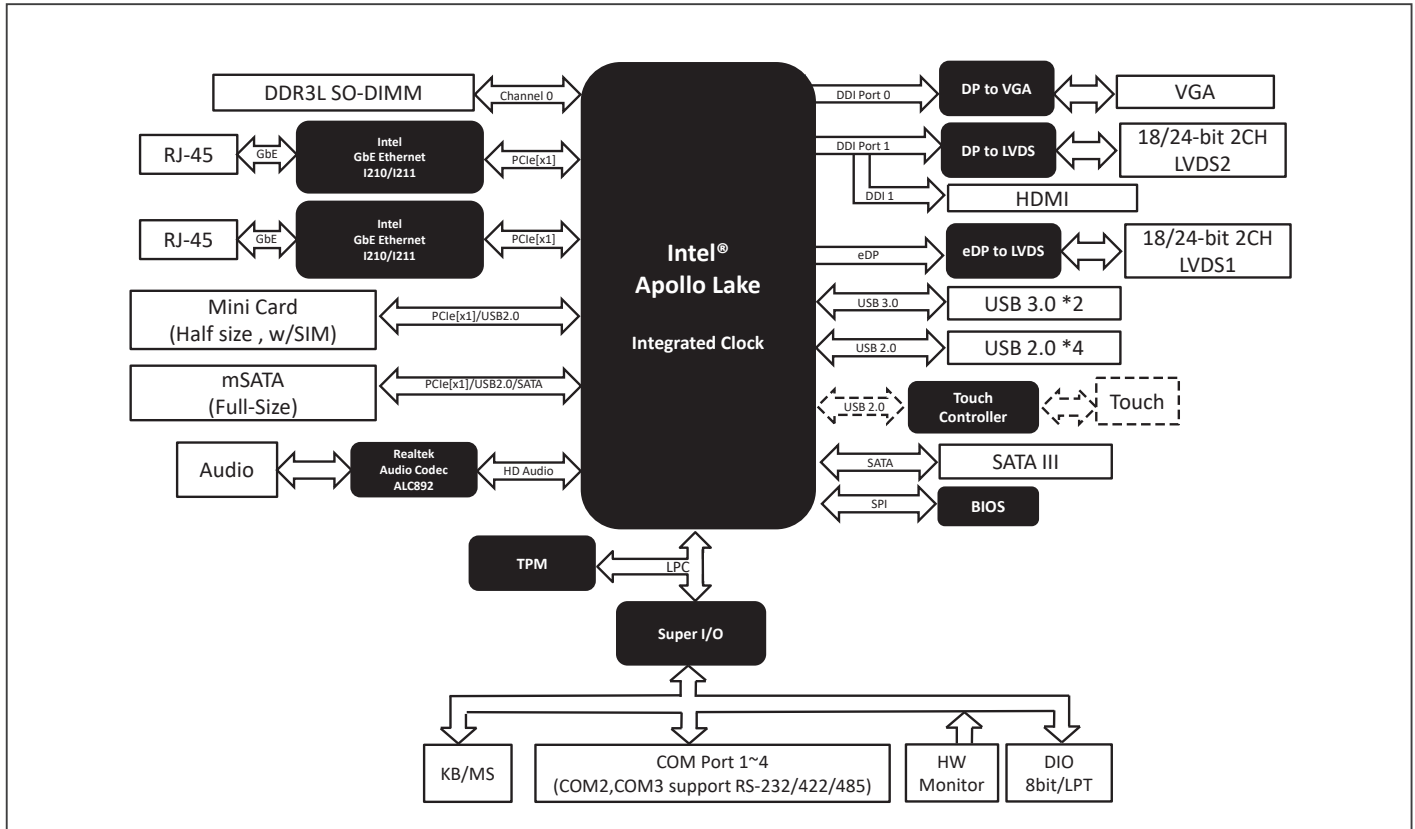 DDR3L SO-DIMM
Channel 0
RJ-45
GbE
Intel
GbE Ethernet
I210/I211
PCIe[x1]
RJ-45
GbE
Intel
GbE Ethernet
I210/I211
PCIe[x1]
Mini Card
(Half size , w/SIM)
PCIe[x1]/USB2.0
mSATA
(Full-Size)
PCIe[x1]/USB2.0/SATA
Audio
Realtek
Audio Codec
ALC892
HD Audio
Intel®
Apollo Lake
Integrated Clock
DDI Port 0
DP to VGA
VGA
DDI Port 1
DP to LVDS
18/24-bit 2CH
LVDS2
DDI 1
HDMI
eDP
eDP to LVDS
18/24-bit 2CH
LVDS1
USB 3.0
USB 3.0 *2
USB 2.0
USB 2.0 *4
USB 2.0
Touch
Controller
Touch
SATA
SATA III
SPI
BIOS
TPM
LPC
Super I/O
KB/MS
COM Port 1~4
(COM2,COM3 support RS-232/422/485)
HW
Monitor
DIO
8bit/LPT